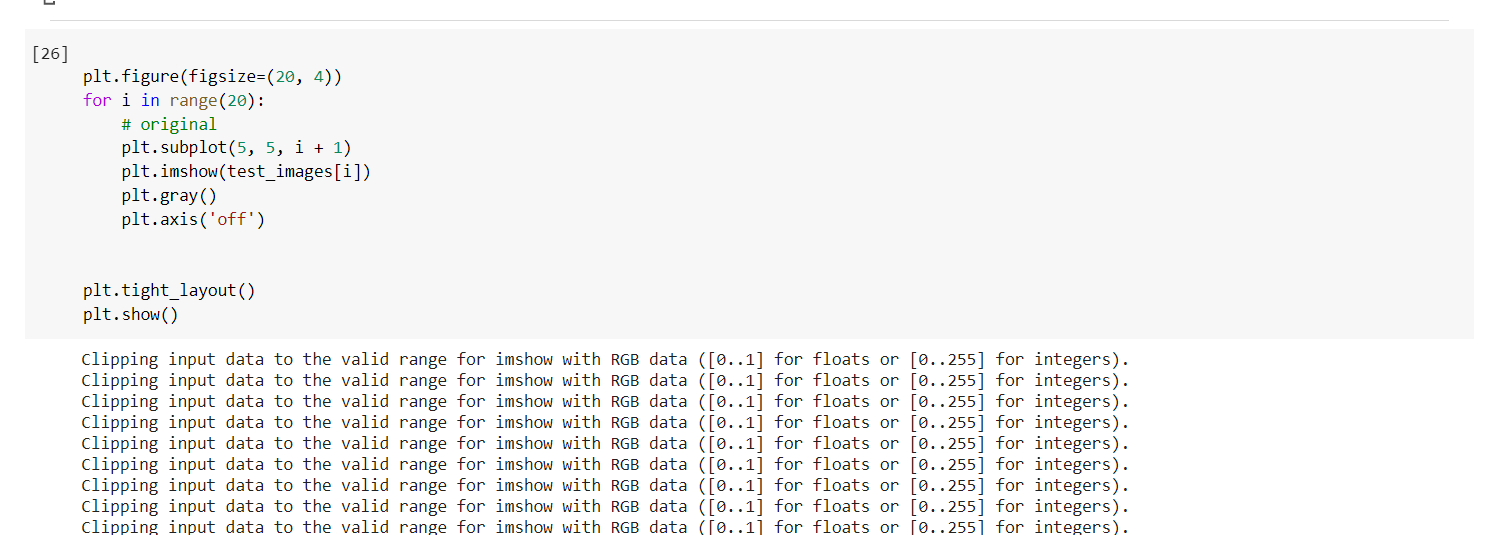 [26]
plt.figure(figsize=(20, 4))
for i in range(20):
    # original
    plt.subplot(5, 5, i + 1)
    plt.imshow(test_images[i])
    plt.gray()
    plt.axis('off')
plt.tight_layout()
plt.show()
Clipping input data to the valid range for imshow with RGB data ([0..1] for floats or [0..255] for integers).
Clipping input data to the valid range for imshow with RGB data ([0..1] for floats or [0..255] for integers).
Clipping input data to the valid range for imshow with RGB data ([0..1] for floats or [0..255] for integers).
Clipping input data to the valid range for imshow with RGB data ([0..1] for floats or [0..255] for integers).
Clipping input data to the valid range for imshow with RGB data ([0..1] for floats or [0..255] for integers).
Clipping input data to the valid range for imshow with RGB data ([0..1] for floats or [0..255] for integers).
Clipping input data to the valid range for imshow with RGB data ([0..1] for floats or [0..255] for integers).
Clipping input data to the valid range for imshow with RGB data ([0..1] for floats or [0..255] for integers).
Clipping input data to the valid range for imshow with RGB data ([0..1] for floats or [0..255] for integers).